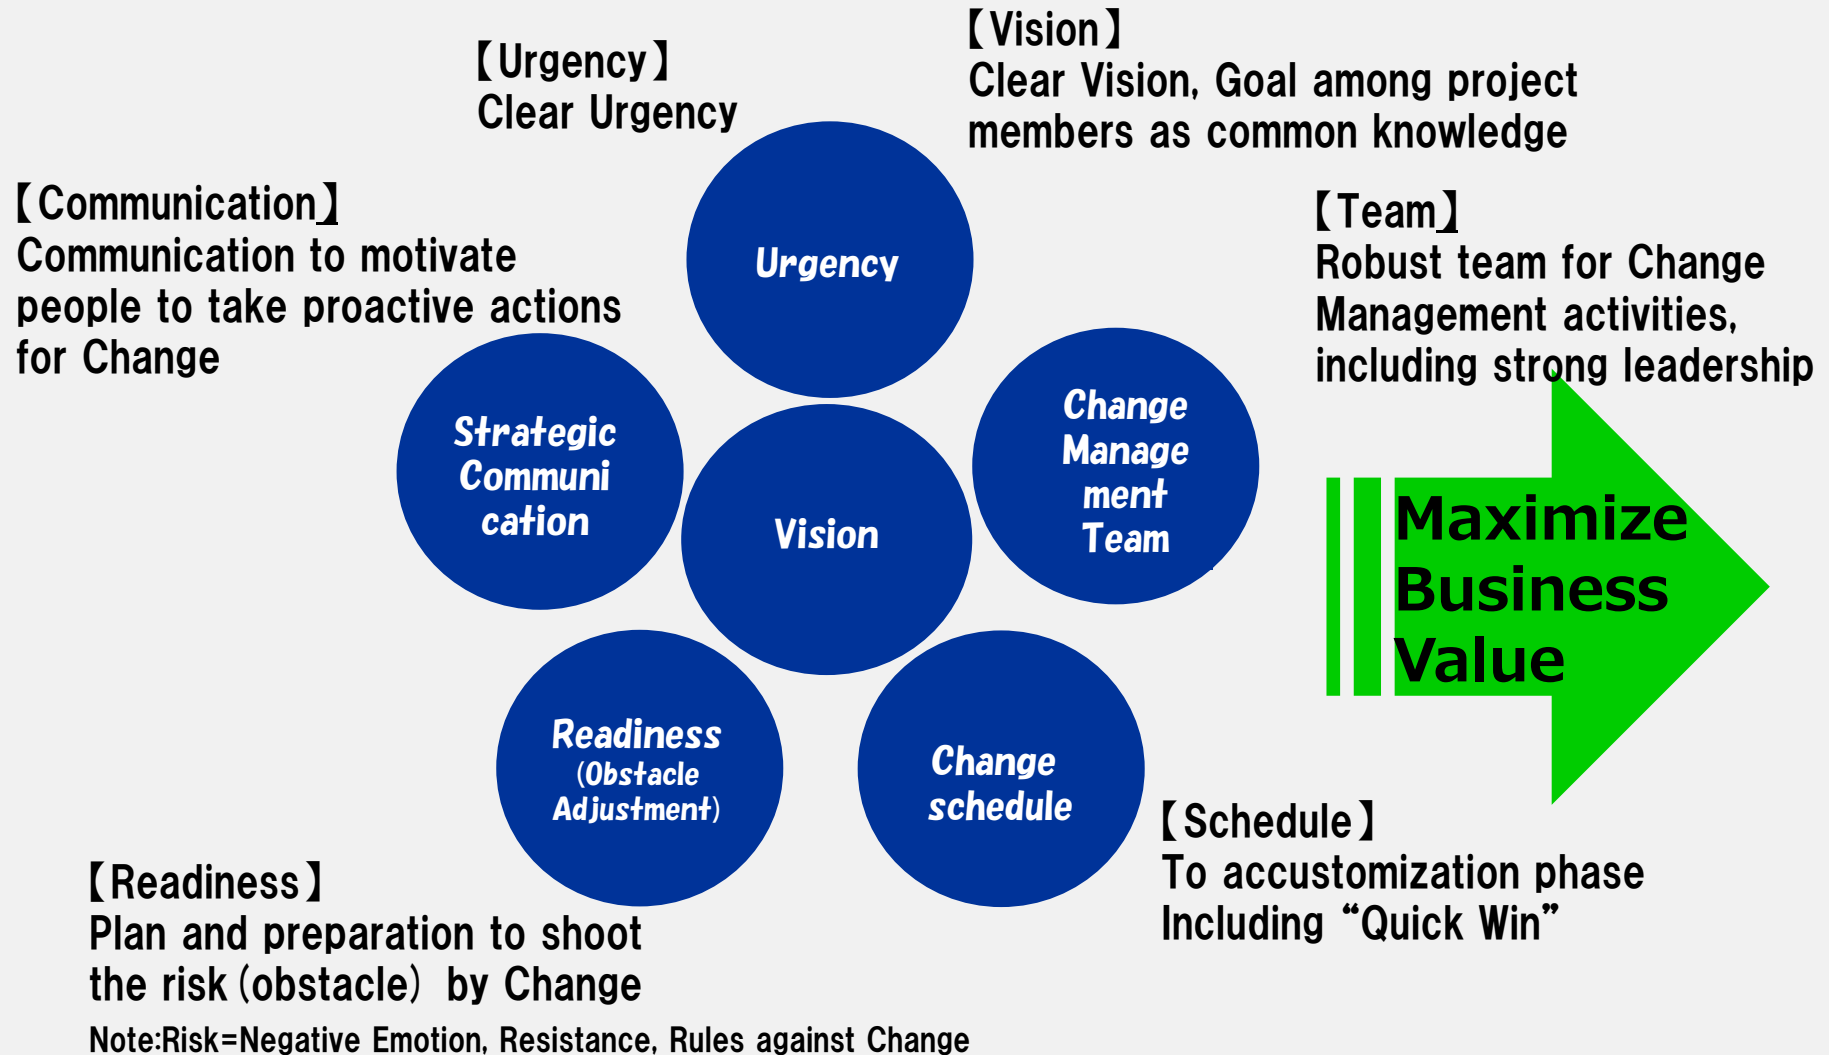 【Urgency】
Clear Urgency
【Vision】
Clear Vision, Goal among project
members as common knowledge
【Communication】
Communication to motivate
people to take proactive actions
for Change
【Team】
Robust team for Change
Management activities,
including strong leadership
Urgency
Strategic
Communi
cation
Vision
Change
Manage
ment
Team
Maximize
Business
Value
Readiness
(Obstacle
Adjustment)
Change
schedule
【Schedule】
To accustomization phase
Including “Quick Win”
【Readiness】
Plan and preparation to shoot
the risk(obstacle) by Change
Note:Risk=Negative Emotion, Resistance, Rules against Change